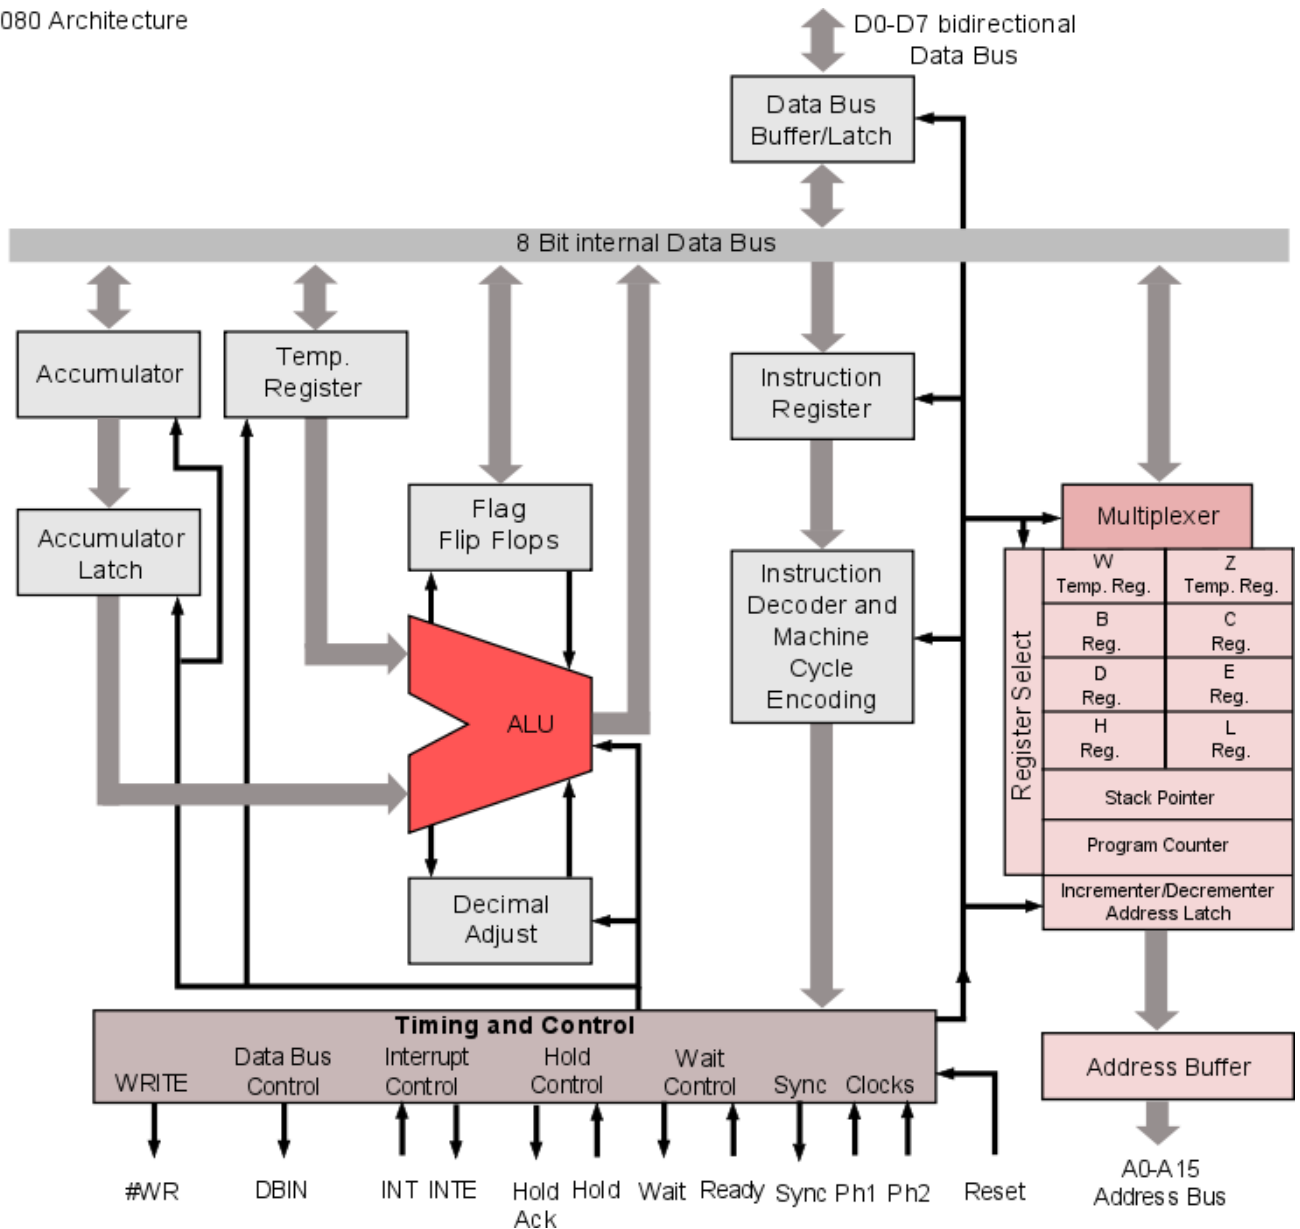 080 Architecture
D0-D7 bidirectional
Data Bus
Data Bus
Buffer/Latch
8 Bit internal Data Bus
Accumulator
Temp.
Register
Instruction
Register
Accumulator
Latch
Flag
Flip Flops
Multiplexer
Instruction
Decoder and
Machine
Cycle
Encoding
Register Select
W
Temp. Reg.
Z
Temp. Reg.
B
Reg.
C
Reg.
D
Reg.
E
Reg.
H
Reg.
L
Reg.
Stack Pointer
Program Counter
Incrementer/Decrementer
Address Latch
ALU
Decimal
Adjust
Timing and Control
WRITE
Data Bus
Control
Interrupt
Control
Hold
Control
Wait
Control
Sync
Clocks
Address Buffer
#WR
DBIN
INT
INTE
Hold
Ack
Hold
Wait
Ready
Sync
Ph1
Ph2
Reset
A0-A15
Address Bus